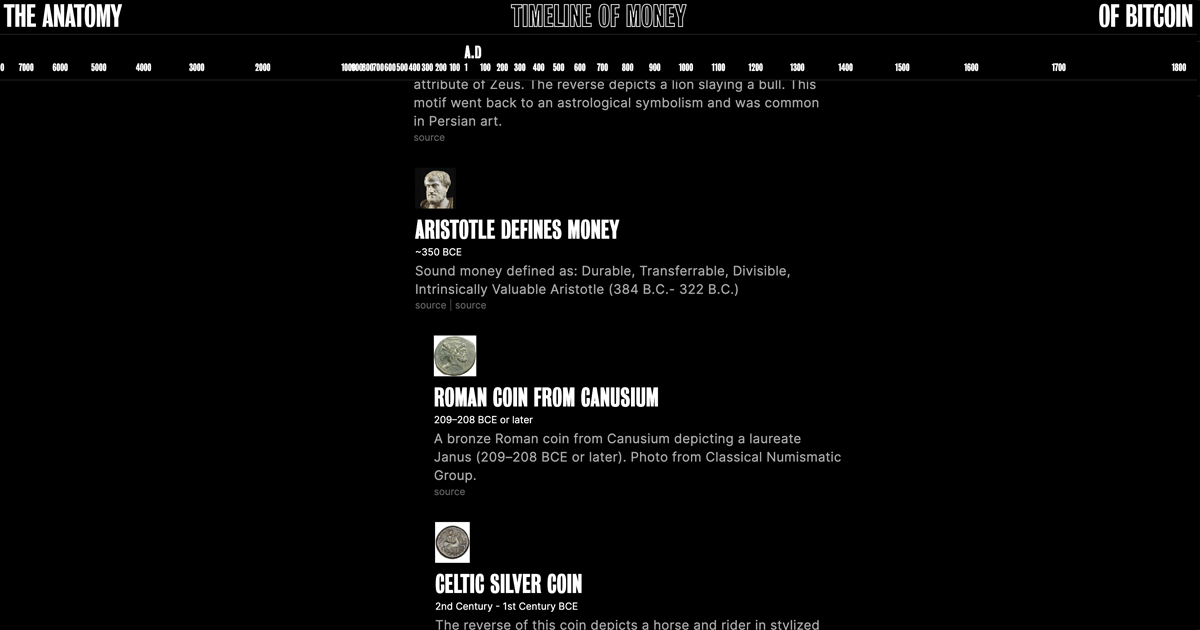 THE ANATOMY
TIMELINE OF MONEY
OF BITCOIN
A.D
0 7000 6000 5000 4000 3000 2000 1000 900 800 700 600 500 400 300 200 100 1 100 200 300 400 500 600 700 800 900 1000 1100 1200 1300 1400 1500 1600 1700 1800
attribute of Zeus. The reverse depicts a lion slaying a bull. This
motif went back to an astrological symbolism and was common
in Persian art.
source
ARISTOTLE DEFINES MONEY
~350 BCE
Sound money defined as: Durable, Transferrable, Divisible,
Intrinsically Valuable Aristotle (384 B.C.- 322 B.C.)
source | source
ROMAN COIN FROM CANUSIUM
209–208 BCE or later
A bronze Roman coin from Canusium depicting a laureate
Janus (209–208 BCE or later). Photo from Classical Numismatic
Group.
source
CELTIC SILVER COIN
2nd Century - 1st Century BCE
The reverse of this coin depicts a horse and rider in stylized